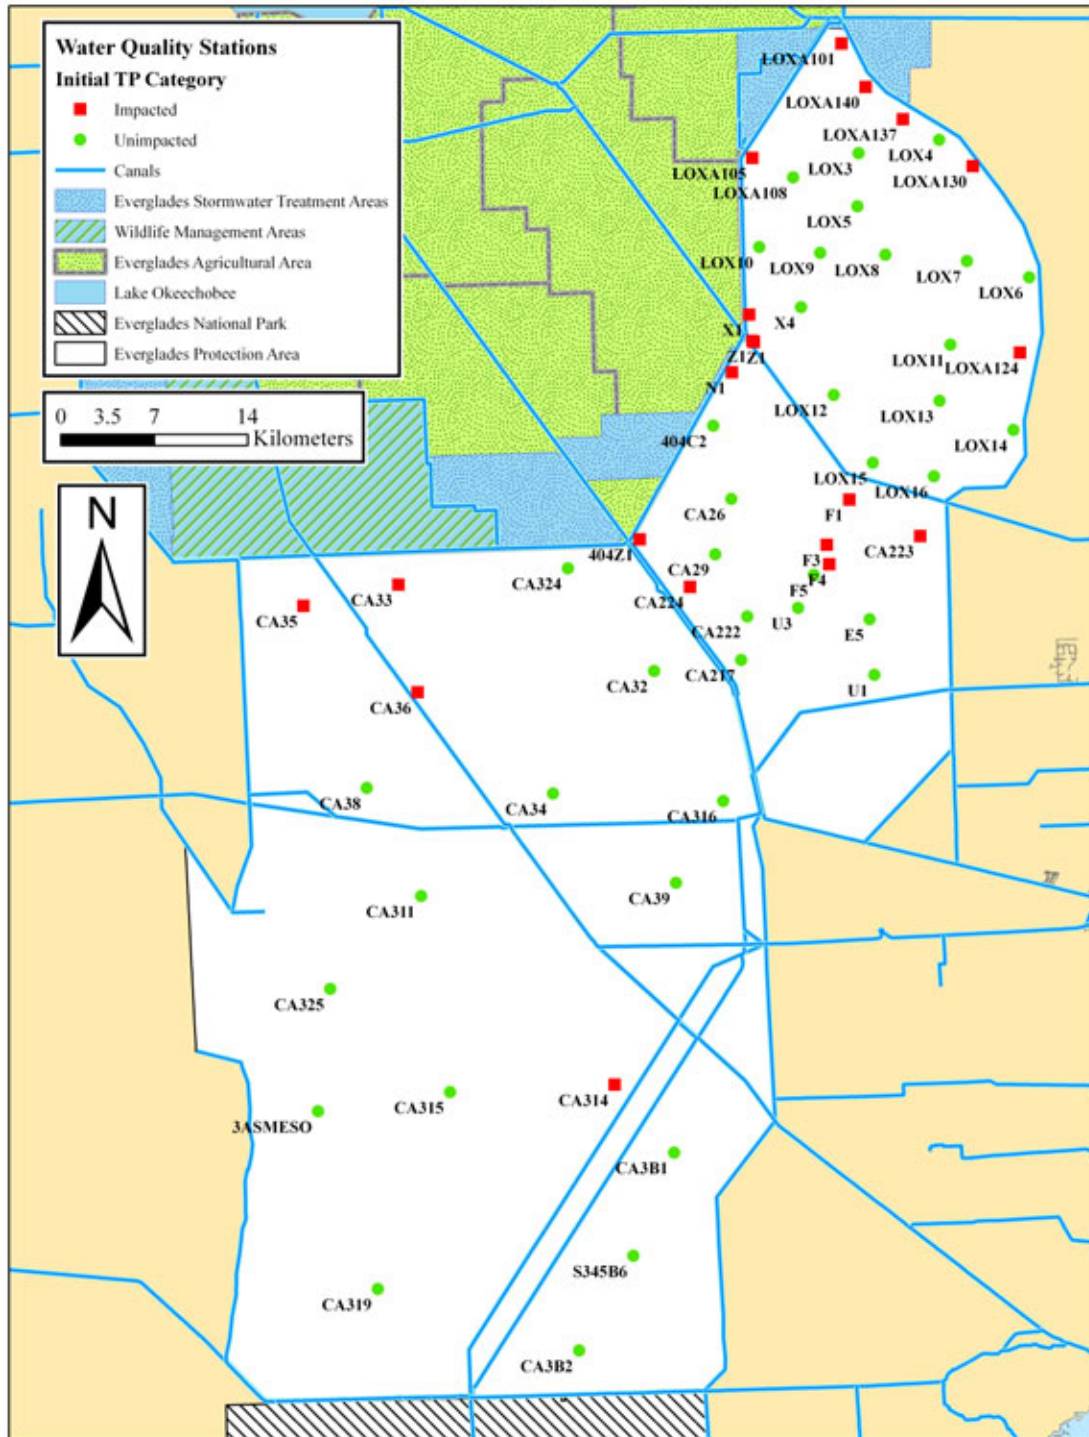 Water Quality Stations
Initial TP Category
Impacted
Unimpacted
Canals
Everglades Stormwater Treatment Areas
Wildlife Management Areas
Everglades Agricultural Area
Lake Okeechobee
Everglades National Park
Everglades Protection Area
0 3.5 7 14
Kilometers
N
LOXA101
LOXA140
LOXA137
LOX4
LOX3
LOXA105
LOXA130
LOXA108
LOX5
LOX10
LOX9
LOX8
LOX7
LOX6
X4
X1
Z1Z1
LOX11
LOXA124
N1
LOX12
LOX13
404C2
LOX14
LOX15
LOX16
CA26
F1
404Z1
CA223
F3
CA29
CA324
F4
F5
CA33
CA224
CA35
U3
CA222
E5
CA217
CA32
U1
CA36
CA38
CA34
CA316
CA39
CA311
CA325
CA314
CA315
3ASMESO
CA3B1
S345B6
CA319
CA3B2